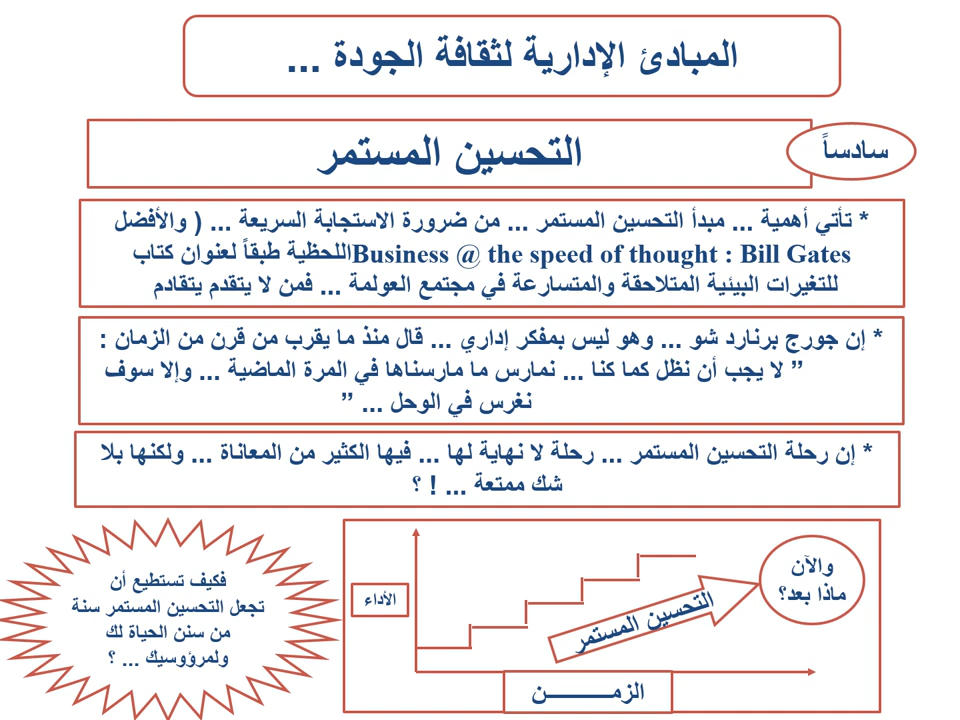 المبادئ الإدارية لثقافة الجودة ...
سادساً
التحسين المستمر
* تأتي أهمية ... مبدأ التحسين المستمر ... من ضرورة الاستجابة السريعة ... ( والأفضل
اللحظية طبقاً لعنوان كتاب Business @ the speed of thought : Bill Gates
للتغيرات البيئية المتلاحقة والمتسارعة في مجتمع العولمة ... فمن لا يتقدم يتقادم
* إن جورج برنارد شو ... وهو ليس بمفكر إداري ... قال منذ ما يقرب من قرن من الزمان :
” لا يجب أن نظل كما كنا ... نمارس ما مارسناها في المرة الماضية ... وإلا سوف
نغرس في الوحل ... ”
* إن رحلة التحسين المستمر ... رحلة لا نهاية لها ... فيها الكثير من المعاناة ... ولكنها بلا
شك ممتعة ... ! ؟
والآن
ماذا بعد؟
التحسين المستمر
الأداء
الزمــــــــــن
فكيف تستطيع أن
تجعل التحسين المستمر سنة
من سنن الحياة لك
ولمرؤوسيك ... ؟